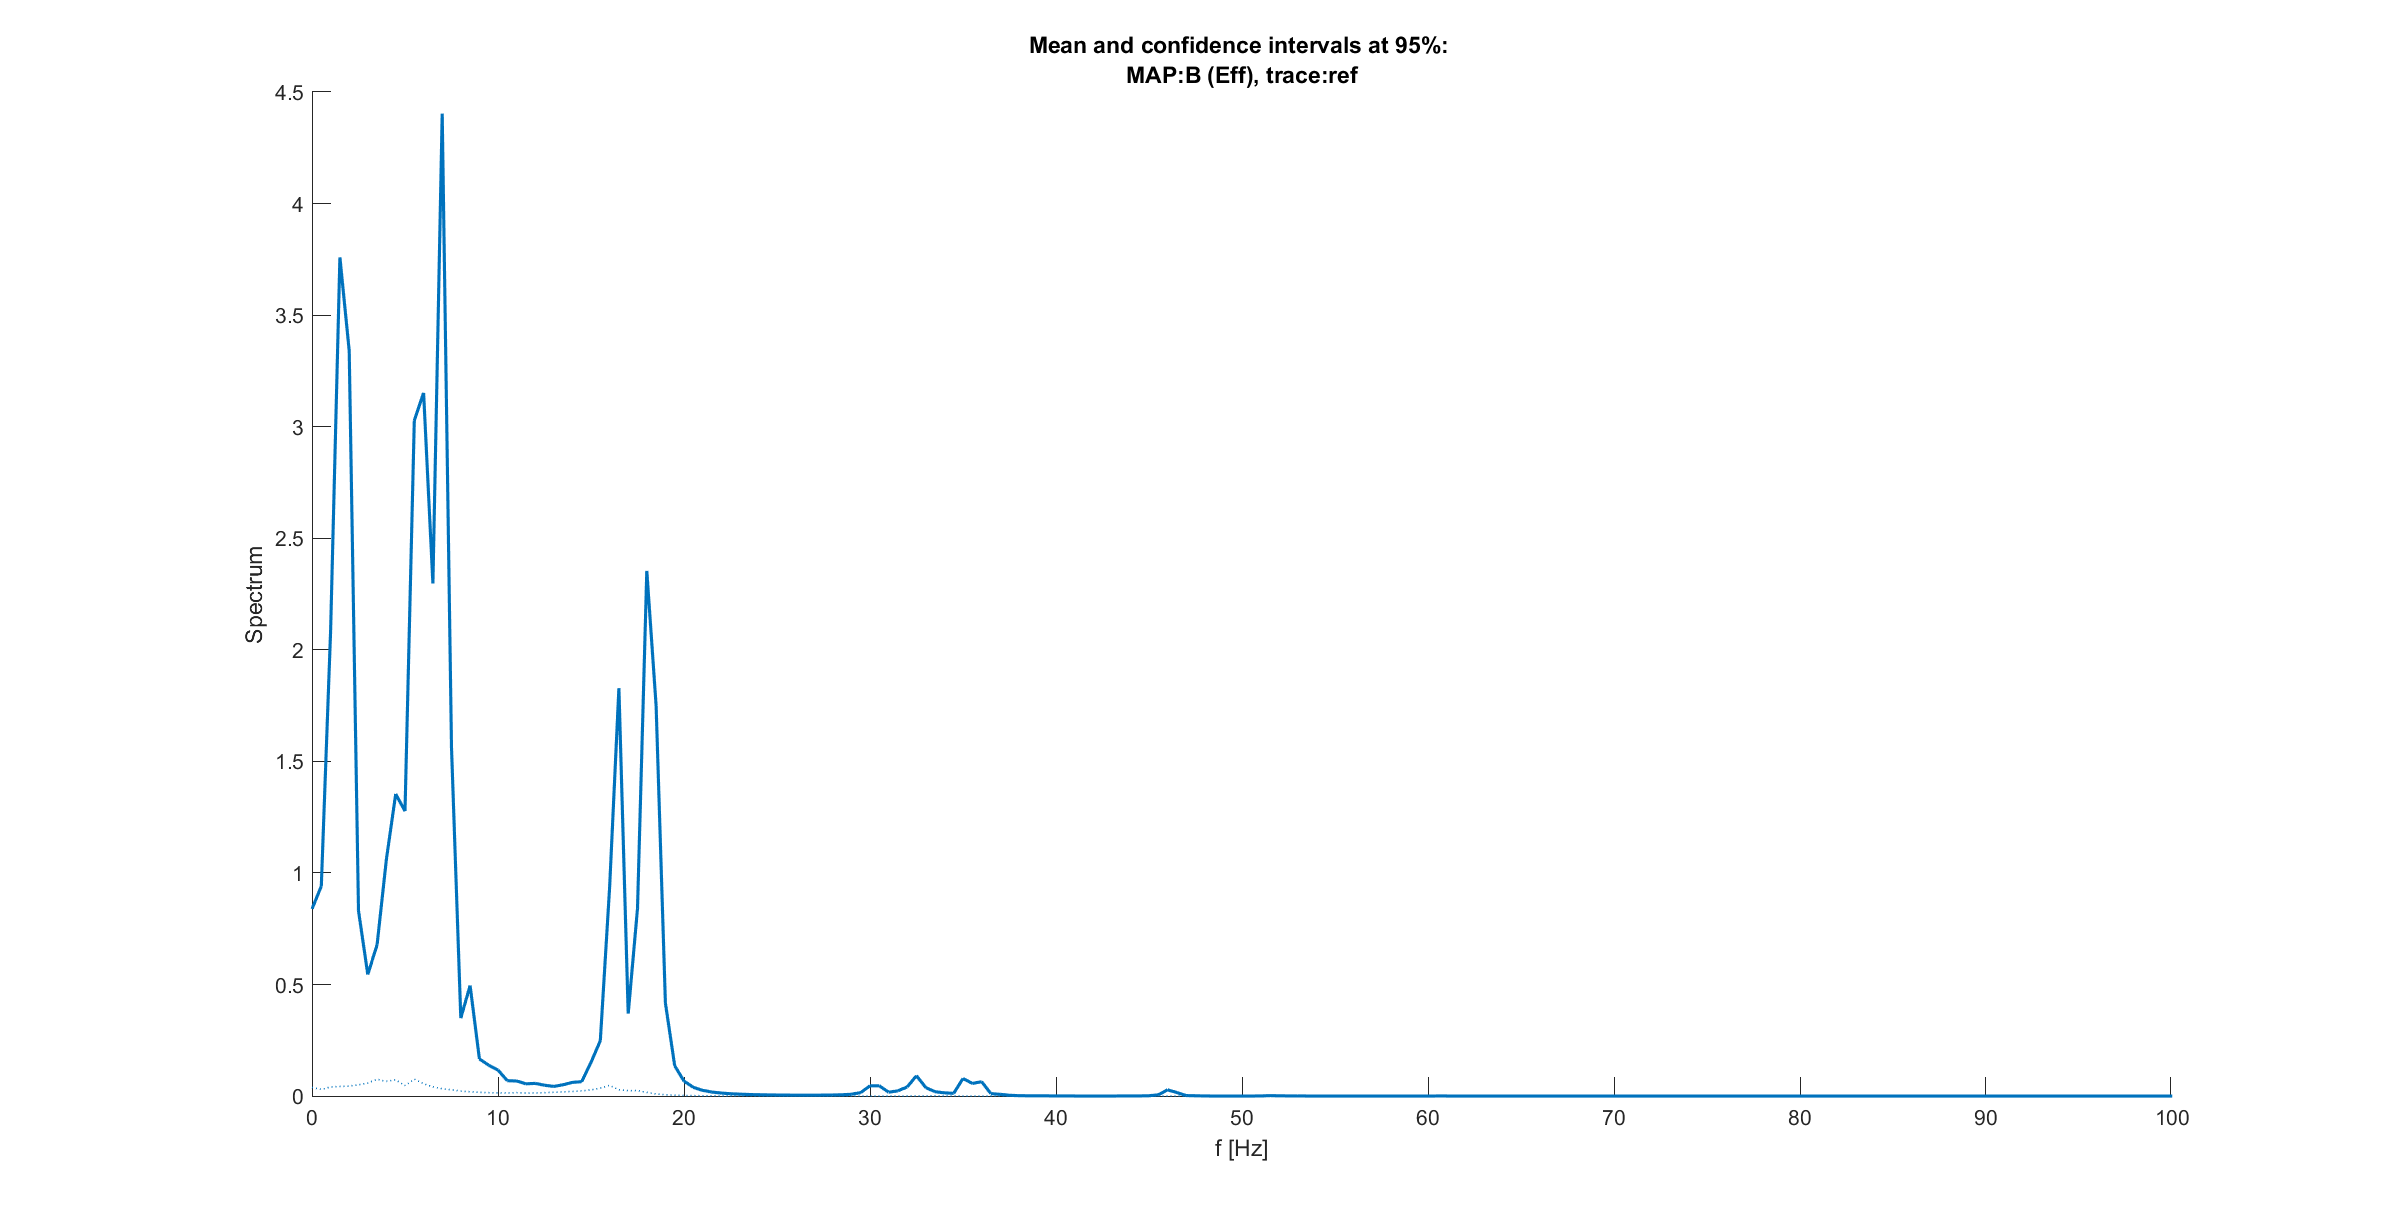 Mean and confidence intervals at 95%:
MAP:B (Eff), trace:ref
4.5
4
3.5
3
2.5
2
1.5
1
0.5
0
Spectrum
0 10 20 30 40 50 60 70 80 90 100
f [Hz]